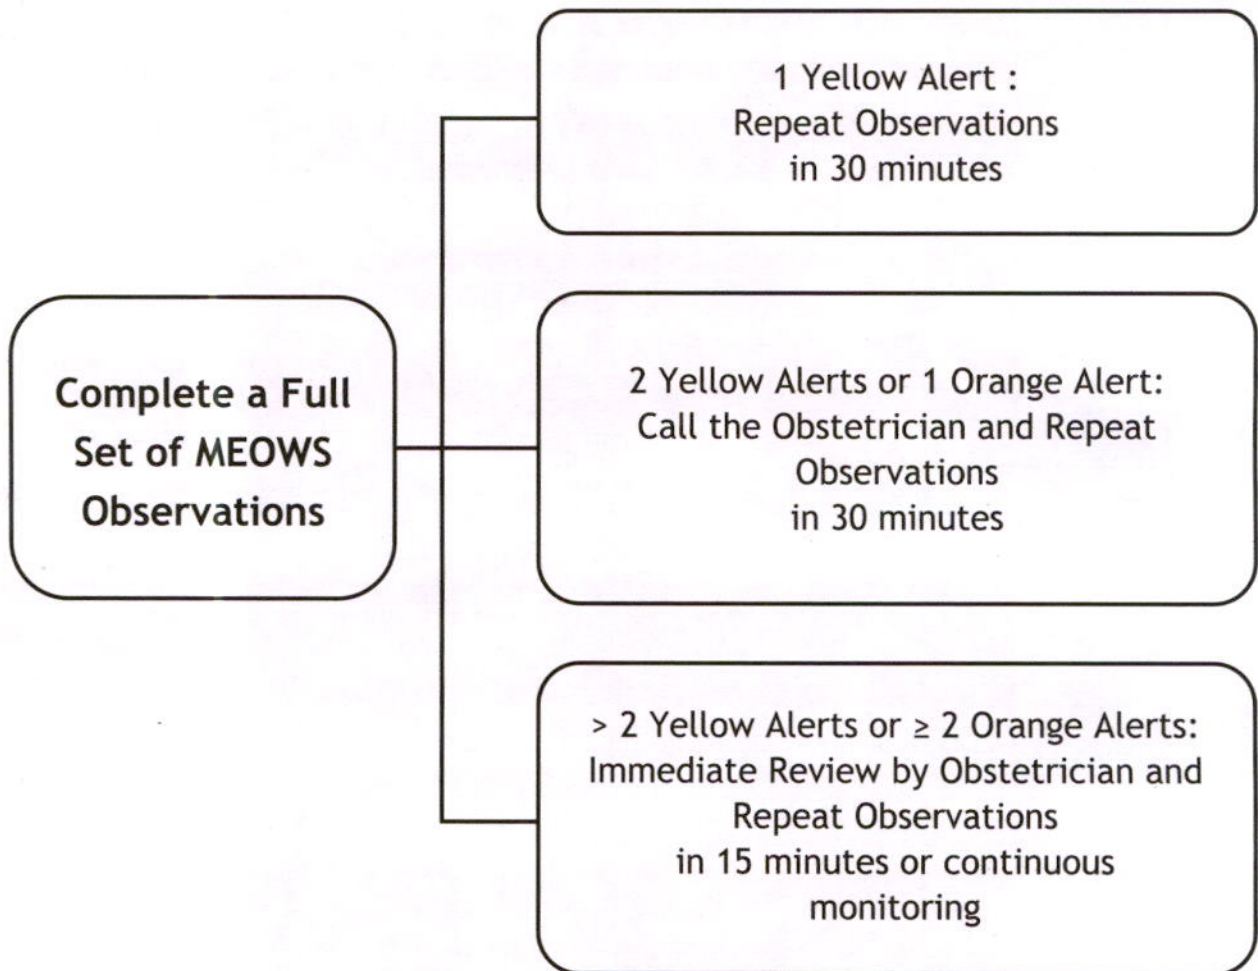 1 Yellow Alert :
Repeat Observations
in 30 minutes
Complete a Full
Set of MEOWS
Observations
2 Yellow Alerts or 1 Orange Alert:
Call the Obstetrician and Repeat
Observations
in 30 minutes
> 2 Yellow Alerts or ≥ 2 Orange Alerts:
Immediate Review by Obstetrician and
Repeat Observations
in 15 minutes or continuous
monitoring